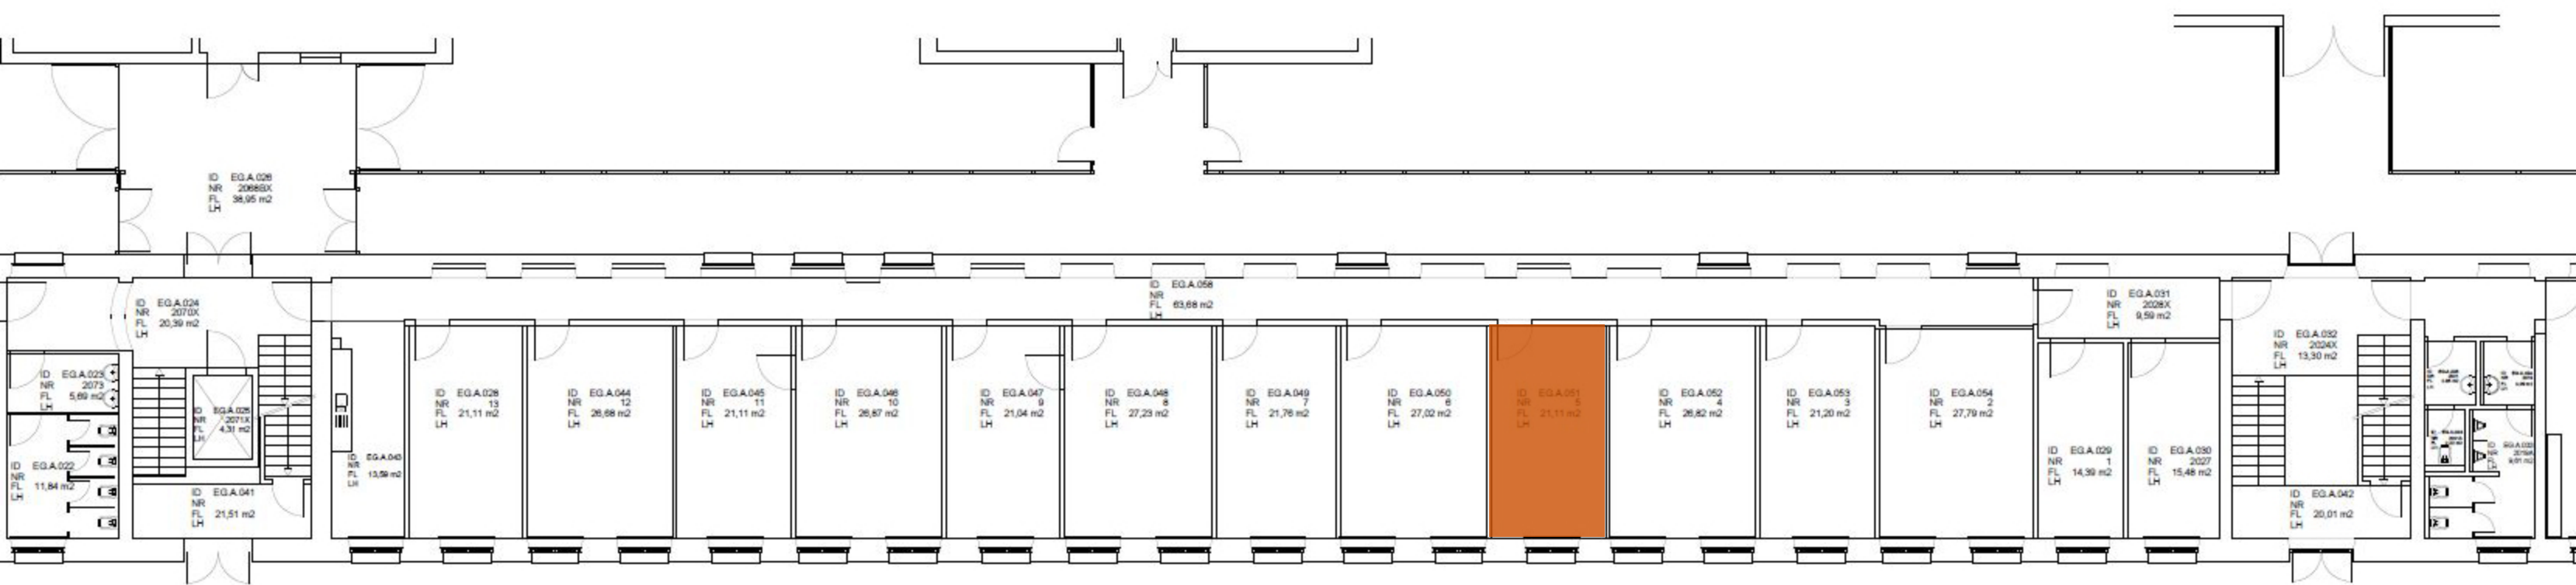 ID EG.A.026
NR 2068BX
FL 38,95 m2
LH
ID EG.A.024
NR 2070X
FL 20,39 m2
LH
ID EG.A.058
NR
FL 63,68 m2
LH
ID EG.A.031
NR 2028X
FL 9,59 m2
LH
ID EG.A.032
NR 2024X
FL 13,30 m2
LH
ID EG.A.023
NR 2073
FL 5,69 m2
LH
ID EG.A.025
NR 2071X
FL 4,31 m2
LH
ID EG.A.028
NR 13
FL 21,11 m2
LH
ID EG.A.044
NR 12
FL 26,68 m2
LH
ID EG.A.045
NR 11
FL 21,11 m2
LH
ID EG.A.046
NR 10
FL 26,87 m2
LH
ID EG.A.047
NR 9
FL 21,04 m2
LH
ID EG.A.048
NR 8
FL 27,23 m2
LH
ID EG.A.049
NR 7
FL 21,76 m2
LH
ID EG.A.050
NR 6
FL 27,02 m2
LH
ID EG.A.051
NR 5
FL 21,11 m2
LH
ID EG.A.052
NR 4
FL 26,82 m2
LH
ID EG.A.053
NR 3
FL 21,20 m2
LH
ID EG.A.054
NR 2
FL 27,79 m2
LH
ID EG.A.022
NR
FL 11,84 m2
LH
ID EG.A.043
NR
FL 13,59 m2
LH
ID EG.A.029
NR 1
FL 14,39 m2
LH
ID EG.A.030
NR 2027
FL 15,48 m2
LH
ID EG.A.041
NR
FL 21,51 m2
LH
ID EG.A.042
NR
FL 20,01 m2
LH